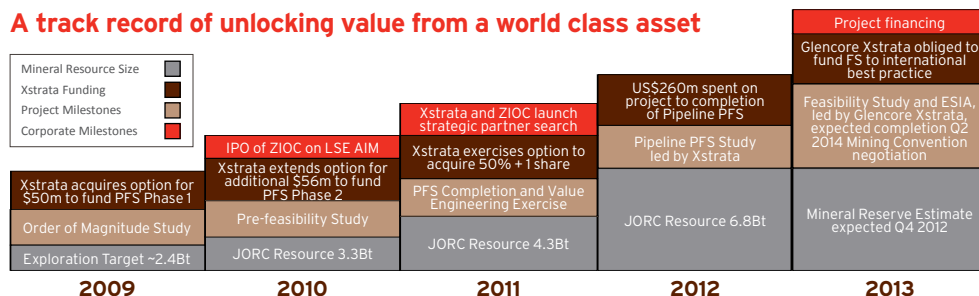 A track record of unlocking value from a world class asset
Mineral Resource Size
Xstrata Funding
Project Milestones
Corporate Milestones
Xstrata acquires option for
$50m to fund PFS Phase 1
Order of Magnitude Study
Exploration Target ~2.4Bt
2009
IPO of ZIOC on LSE AIM
Xstrata extends option for
additional $56m to fund
PFS Phase 2
Pre-feasibility Study
JORC Resource 3.3Bt
2010
Xstrata and ZIOC launch
strategic partner search
Xstrata exercises option to
acquire 50% + 1 share
PFS Completion and Value
Engineering Exercise
JORC Resource 4.3Bt
2011
US$260m spent on
project to completion
of Pipeline PFS
Pipeline PFS Study
led by Xstrata
JORC Resource 6.8Bt
2012
Project financing
Glencore Xstrata obliged to
fund FS to international
best practice
Feasibility Study and ESIA,
led by Glencore Xstrata,
expected completion Q2
2014 Mining Convention
negotiation
Mineral Reserve Estimate
expected Q4 2012
2013